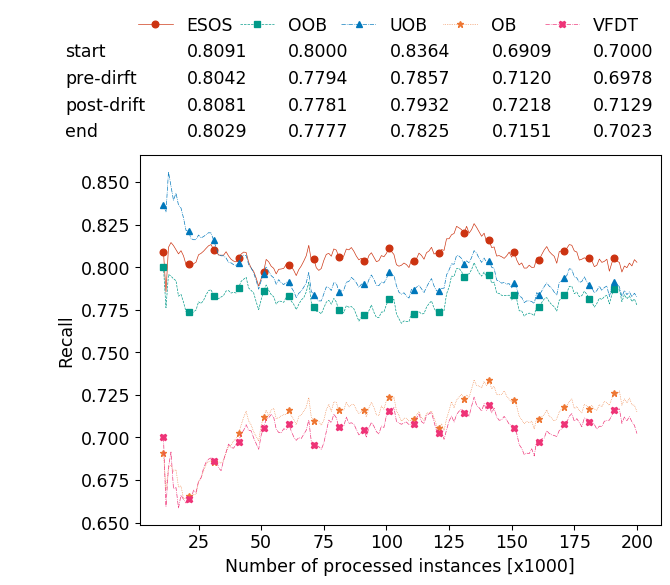 ESOS OOB UOB OB VFDT
start 0.8091 0.8000 0.8364 0.6909 0.7000
pre-dirft 0.8042 0.7794 0.7857 0.7120 0.6978
post-drift 0.8081 0.7781 0.7932 0.7218 0.7129
end 0.8029 0.7777 0.7825 0.7151 0.7023
0.850
0.825
0.800
0.775
0.750
0.725
0.700
0.675
0.650
Recall
25 50 75 100 125 150 175 200
Number of processed instances [x1000]